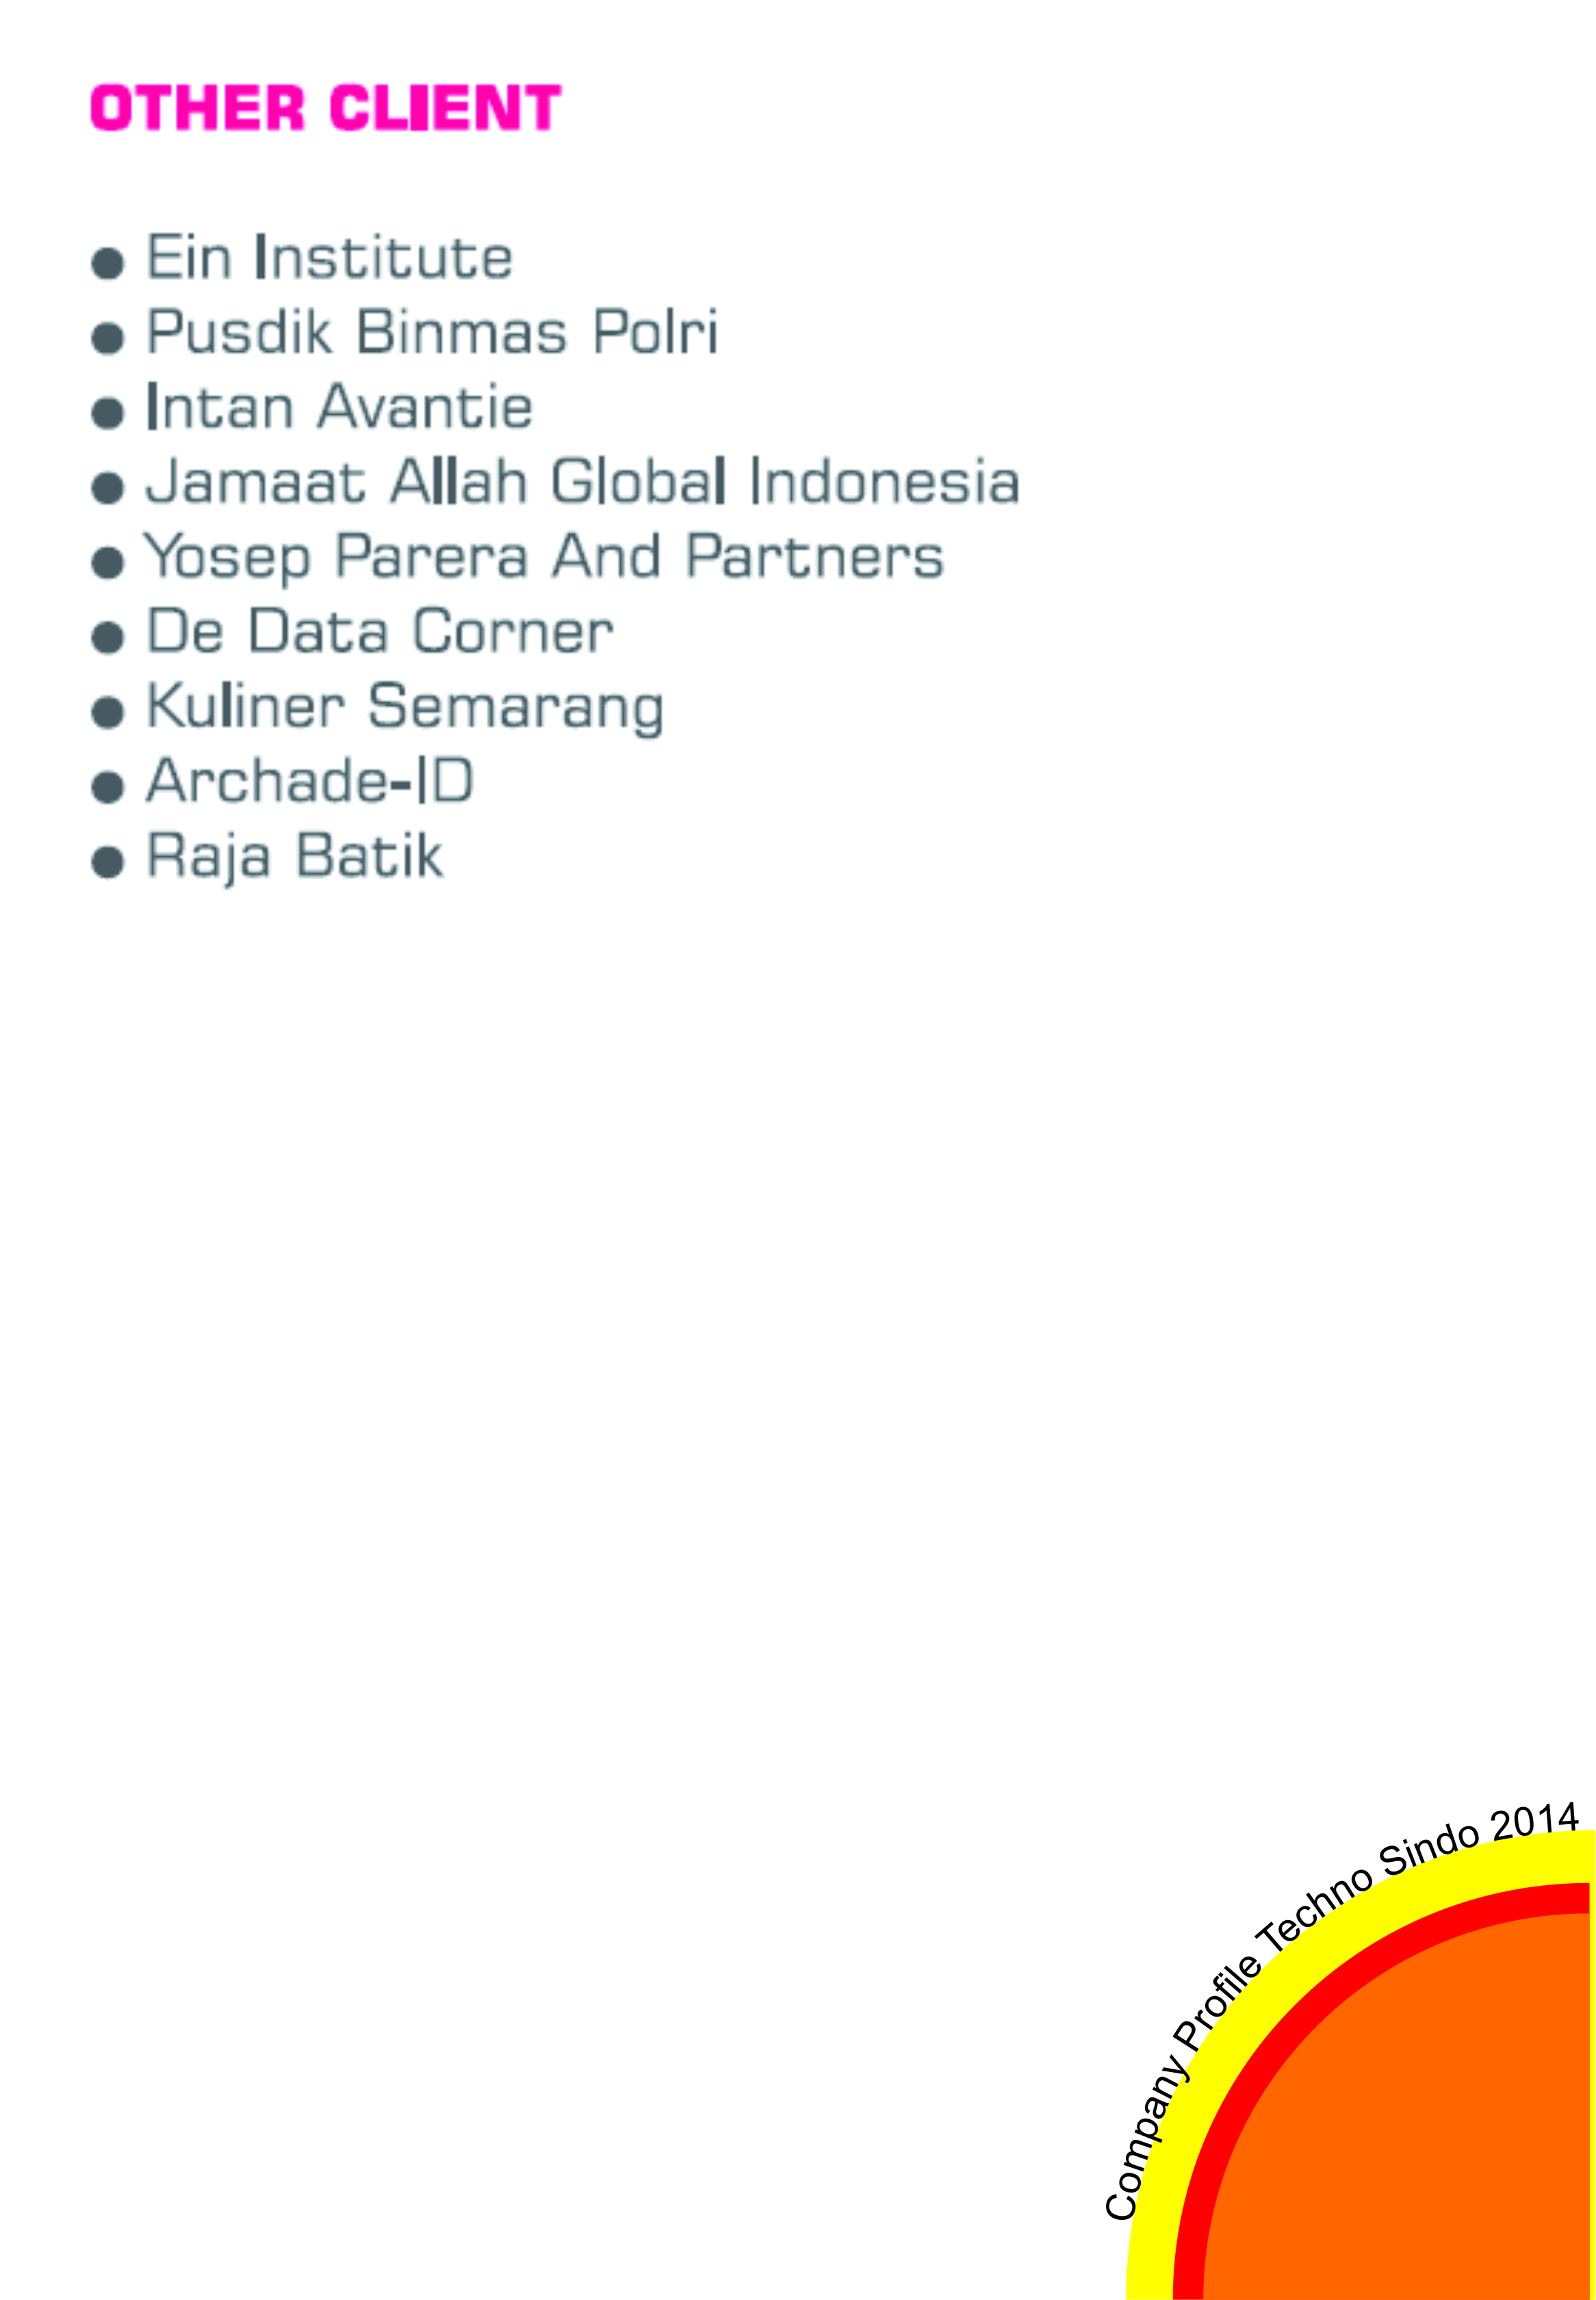 OTHER CLIENT
● Ein Institute
● Pusdik Binmas Polri
● Intan Avantie
● Jamaat Allah Global Indonesia
● Yosep Parera And Partners
● De Data Corner
● Kuliner Semarang
● Archade-ID
● Raja Batik
Company Profile Techno Sindo 2014